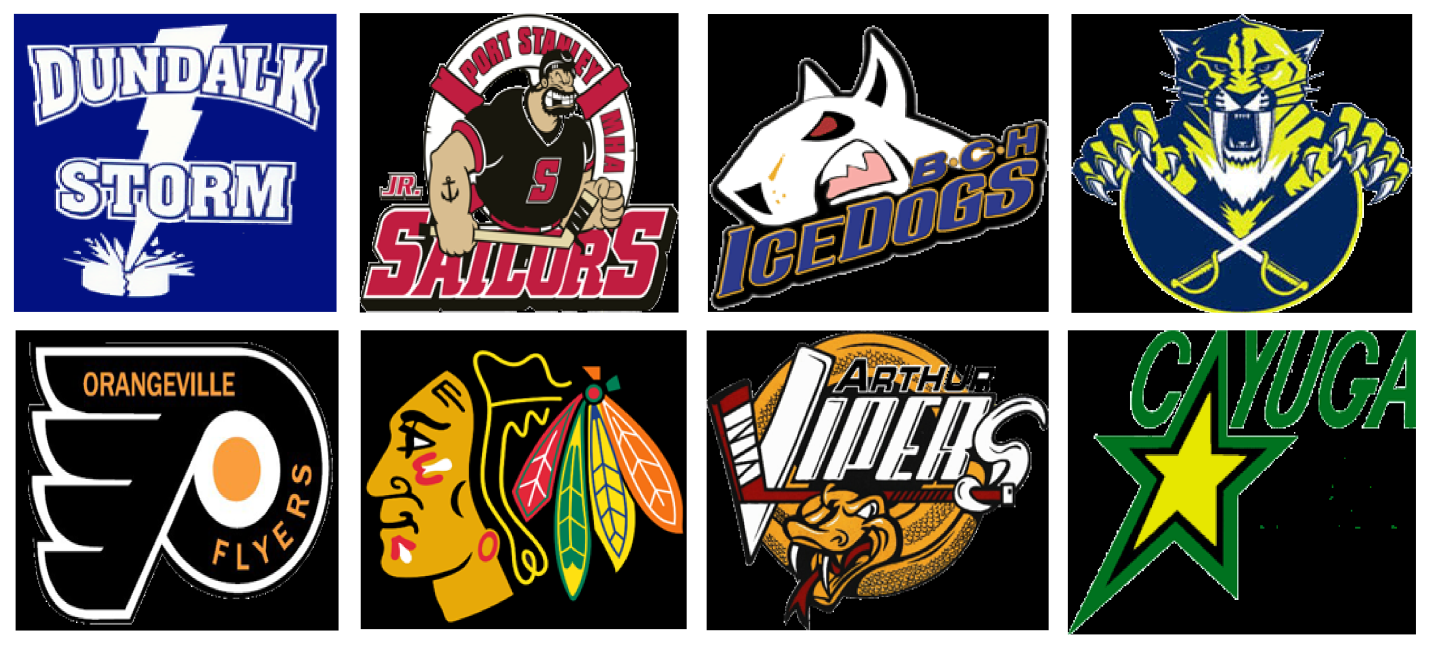 DUNDALK
STORM
PORT STANLEY MHA
S
JR.
SAILORS
B•C•H
ICEDOGS
ORANGEVILLE
FLYERS
ARTHUR
VIPERS
CAYUGA